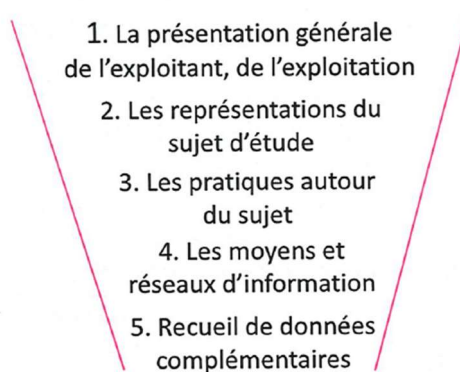 1. La présentation générale
de l'exploitant, de l'exploitation
2. Les représentations du
sujet d'étude
3. Les pratiques autour
du sujet
4. Les moyens et
réseaux d'information
5. Recueil de données
complémentaires